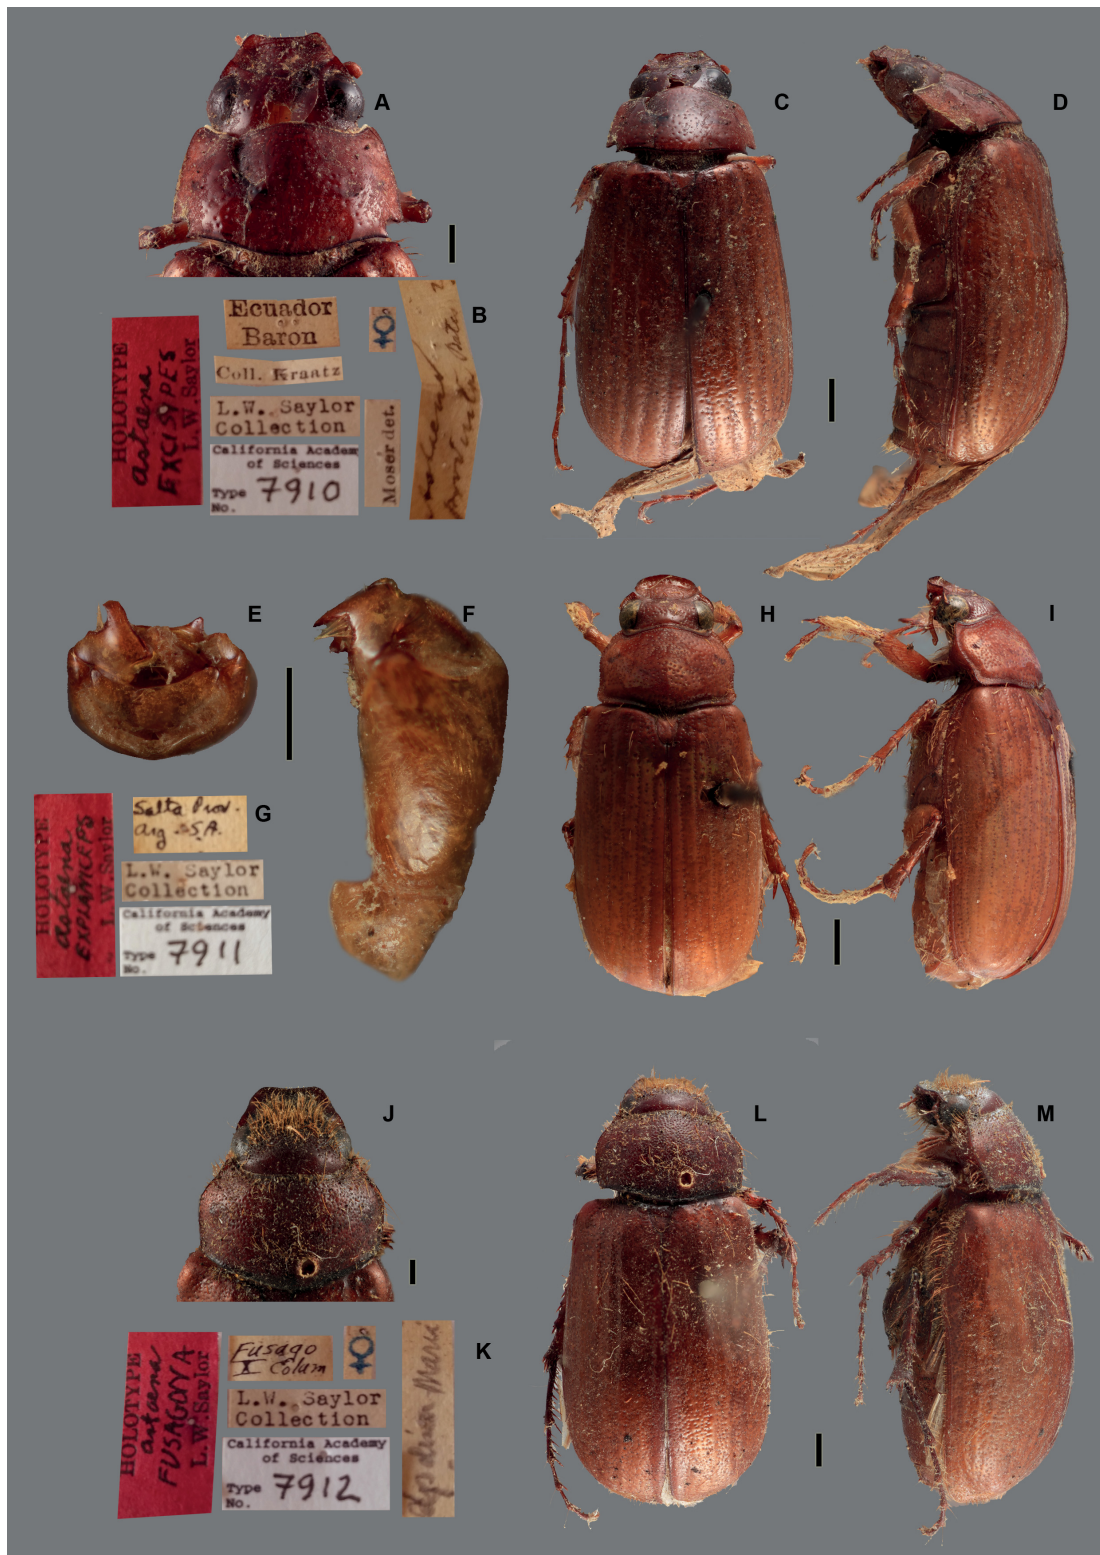 A
B
C
D
HOLOTYPE
Astaena
EXCISIPES
L.W. Saylor
Ecuador
Baron
♀
Coll. Kraatz
L.W. Saylor
Collection
California Academy
of Sciences
Type
No. 7910
Moser det.
E
F
G
H
I
HOLOTYPE
Astaena
EXPLANICEPS
L.W. Saylor
Salta Prov.
Arg. S.A.
L.W. Saylor
Collection
California Academy
of Sciences
Type
No. 7911
J
K
L
M
HOLOTYPE
Astaena
FUSAGOYA
L.W. Saylor
Fusago
X Colum
♀
L.W. Saylor
Collection
California Academy
of Sciences
Type
No. 7912